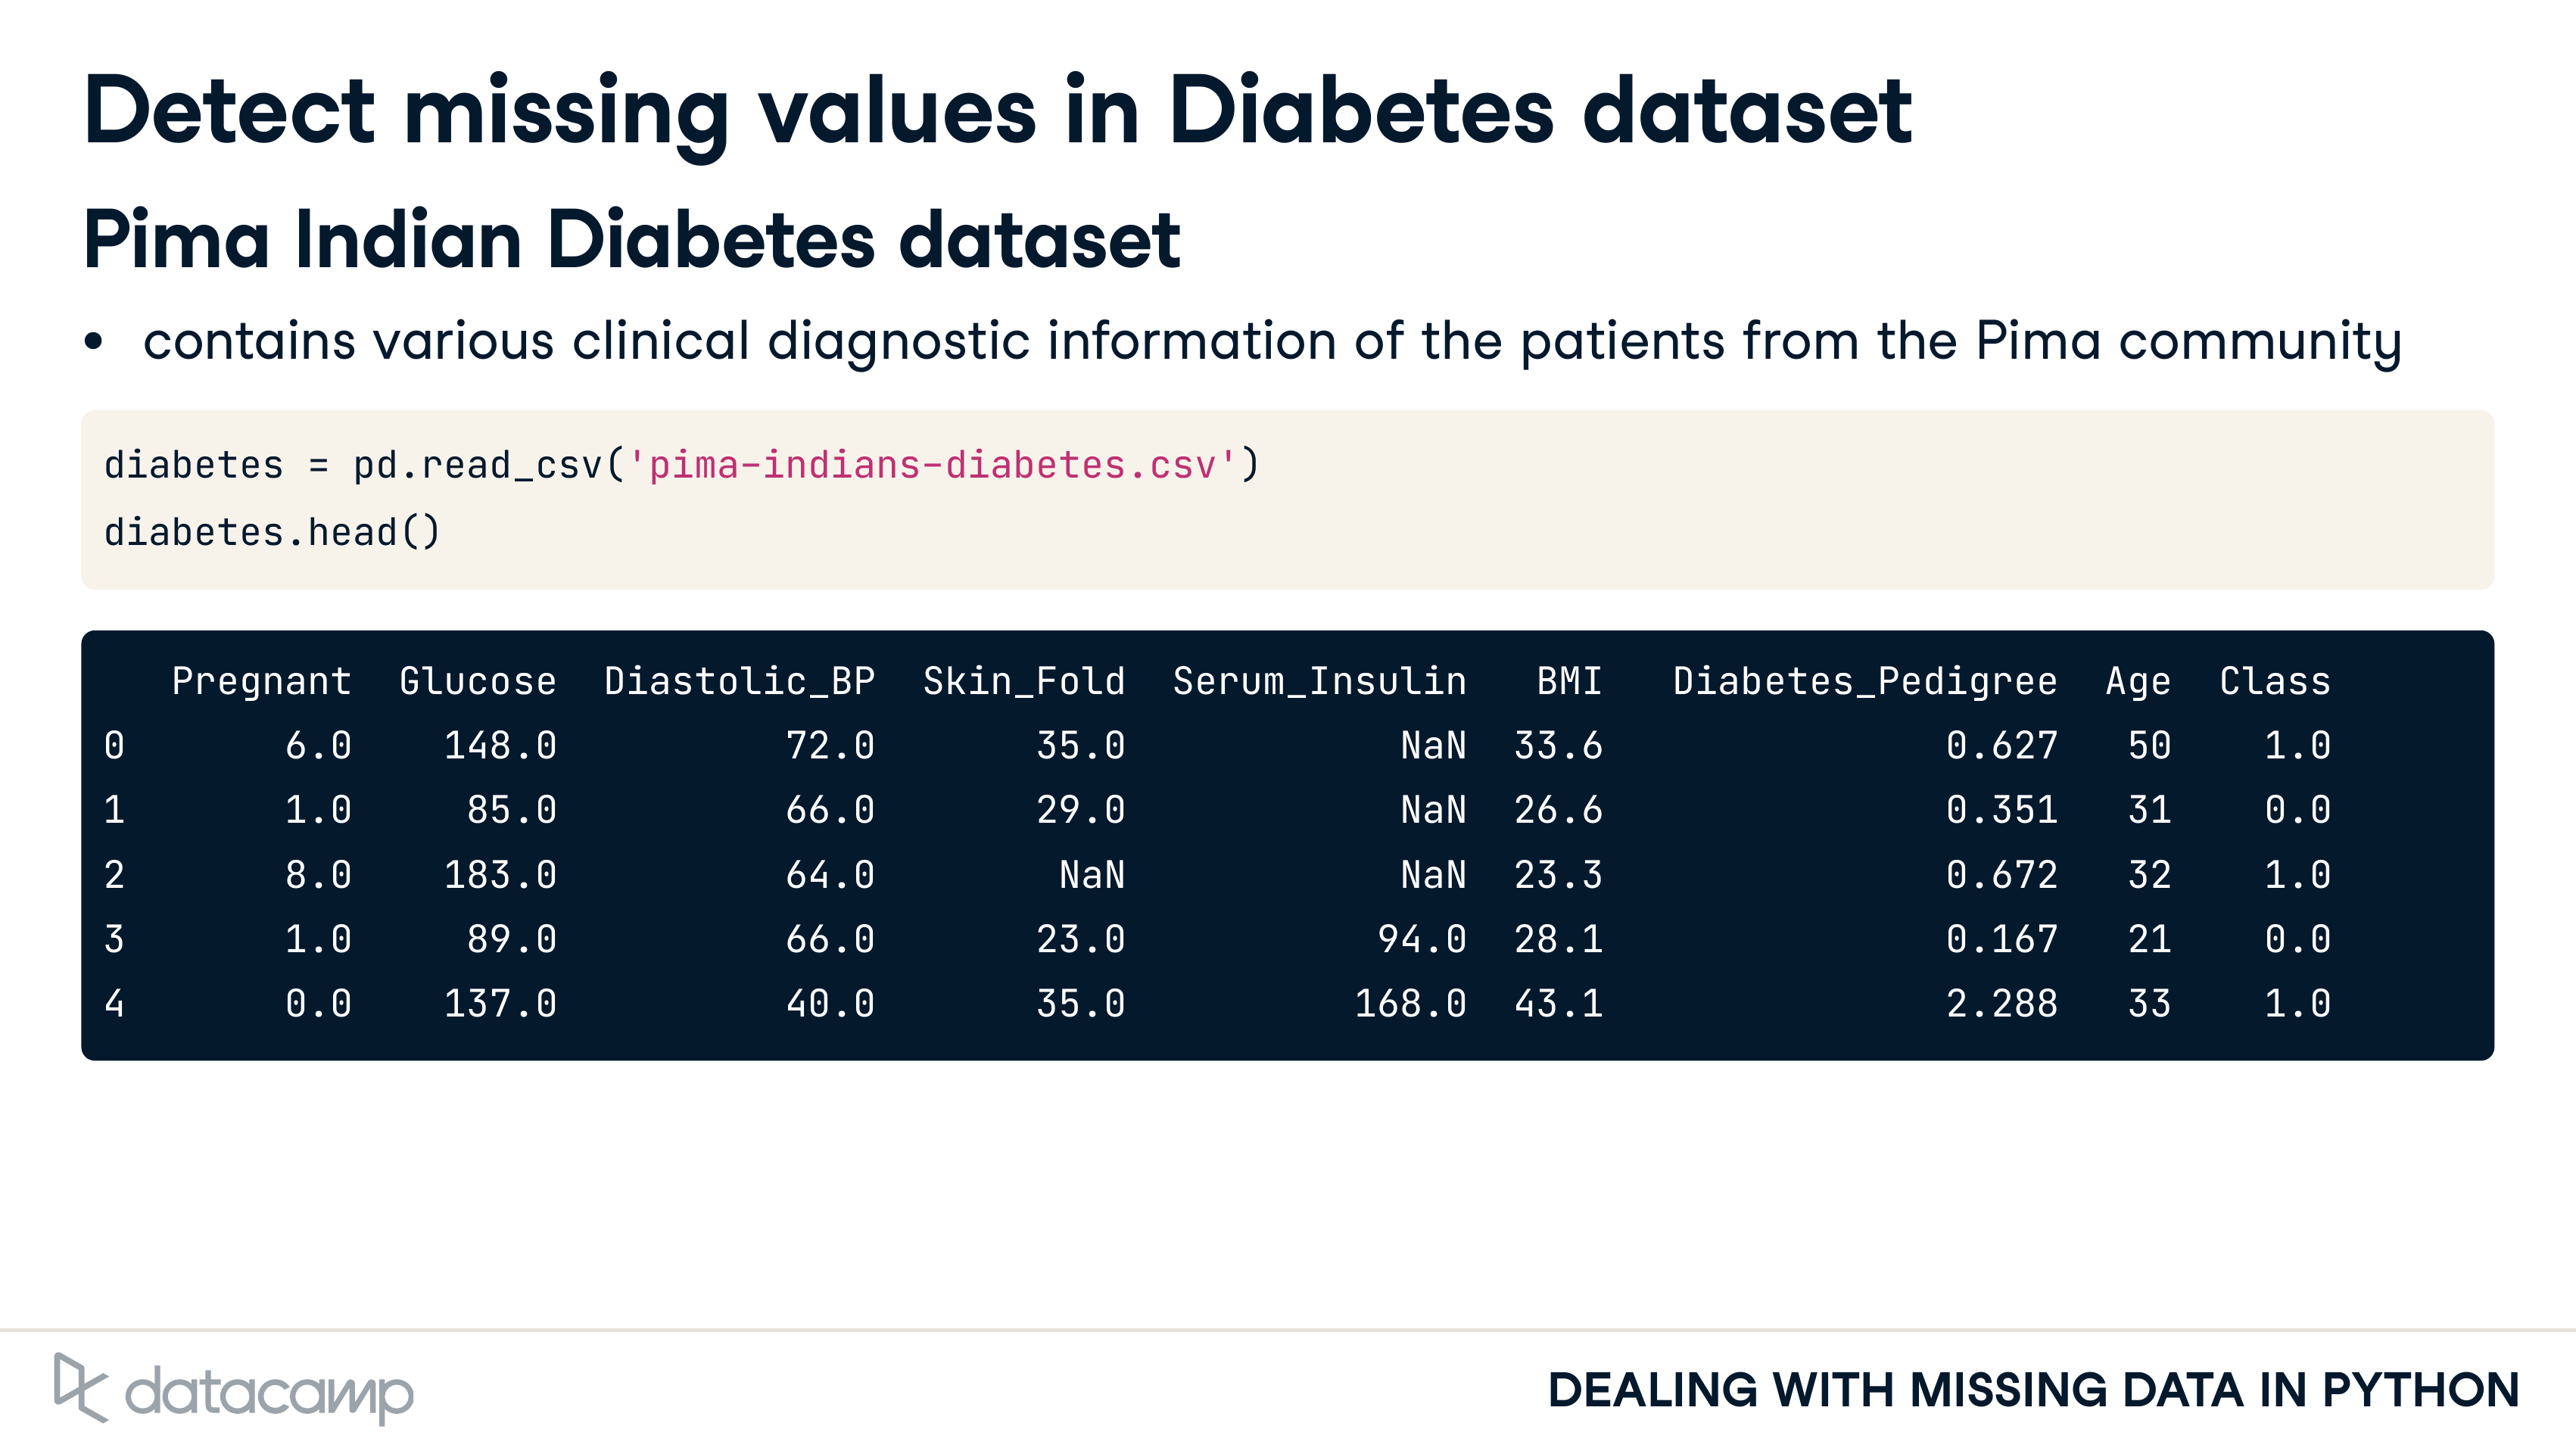 Detect missing values in Diabetes dataset
Pima Indian Diabetes dataset
• contains various clinical diagnostic information of the patients from the Pima community
diabetes = pd.read_csv('pima-indians-diabetes.csv')
diabetes.head()
Pregnant Glucose Diastolic_BP Skin_Fold Serum_Insulin BMI Diabetes_Pedigree Age Class
0 6.0 148.0 72.0 35.0 NaN 33.6 0.627 50 1.0
1 1.0 85.0 66.0 29.0 NaN 26.6 0.351 31 0.0
2 8.0 183.0 64.0 NaN NaN 23.3 0.672 32 1.0
3 1.0 89.0 66.0 23.0 94.0 28.1 0.167 21 0.0
4 0.0 137.0 40.0 35.0 168.0 43.1 2.288 33 1.0
datacamp
DEALING WITH MISSING DATA IN PYTHON